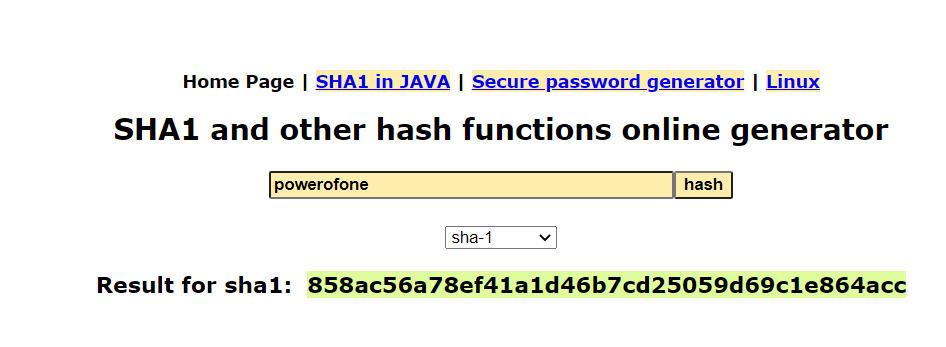 Home Page | SHA1 in JAVA | Secure password generator | Linux
SHA1 and other hash functions online generator
powerofone hash
sha-1
Result for sha1: 858ac56a78ef41a1d46b7cd25059d69c1e864acc